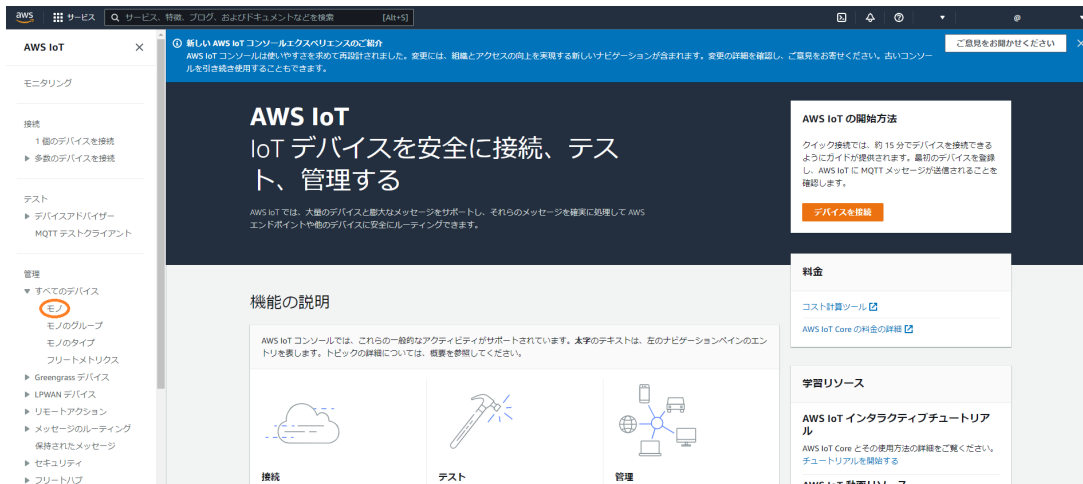 aws
サービス
サービス、特徴、ブログ、およびドキュメントなどを検索
[Alt+S]
@
AWS IoT
モニタリング
接続
1 個のデバイスを接続
多数のデバイスを接続
テスト
デバイスアドバイザー
MQTT テストクライアント
管理
すべてのデバイス
モノ
モノのグループ
モノのタイプ
フリートメトリクス
Greengrass デバイス
LPWAN デバイス
リモートアクション
メッセージのルーティング
保持されたメッセージ
セキュリティ
フリートハブ
新しい AWS IoT コンソールエクスペリエンスのご紹介
AWS IoT コンソールは使いやすさを求めて再設計されました。変更には、組織とアクセスの向上を実現する新しいナビゲーションが含まれます。変更の詳細を確認し、ご意見をお寄せください。古いコンソー
ルを引き続き使用することもできます。
ご意見をお聞かせください
AWS IoT
IoT デバイスを安全に接続、テス
ト、管理する
AWS IoT では、大量のデバイスと膨大なメッセージをサポートし、それらのメッセージを確実に処理して AWS
エンドポイントや他のデバイスに安全にルーティングできます。
AWS IoT の開始方法
クイック接続では、約 15 分でデバイスを接続できる
ようにガイドが提供されます。最初のデバイスを登録
し、AWS IoT に MQTT メッセージが送信されることを
確認します。
デバイスを接続
料金
コスト計算ツール
AWS IoT Core の料金の詳細
機能の説明
AWS IoT コンソールでは、これらの一般的なアクティビティがサポートされています。太字のテキストは、左のナビゲーションペインのエン
トリを表します。トピックの詳細については、概要を参照してください。
接続
テスト
管理
学習リソース
AWS IoT インタラクティブチュートリア
ル
AWS IoT Core とその使用方法の詳細をご覧ください。
チュートリアルを開始する
AWS IoT 動画リソース